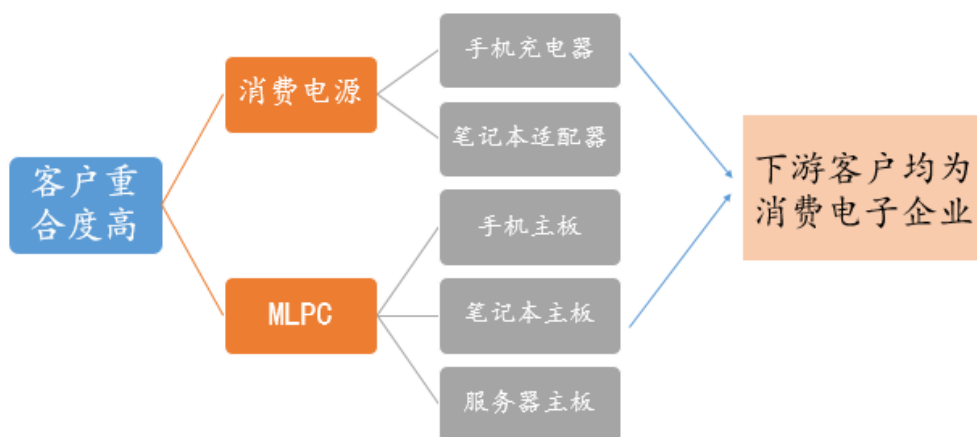 客户重
合度高
消费电源
MLPC
手机充电器
笔记本适配器
手机主板
笔记本主板
服务器主板
下游客户均为
消费电子企业